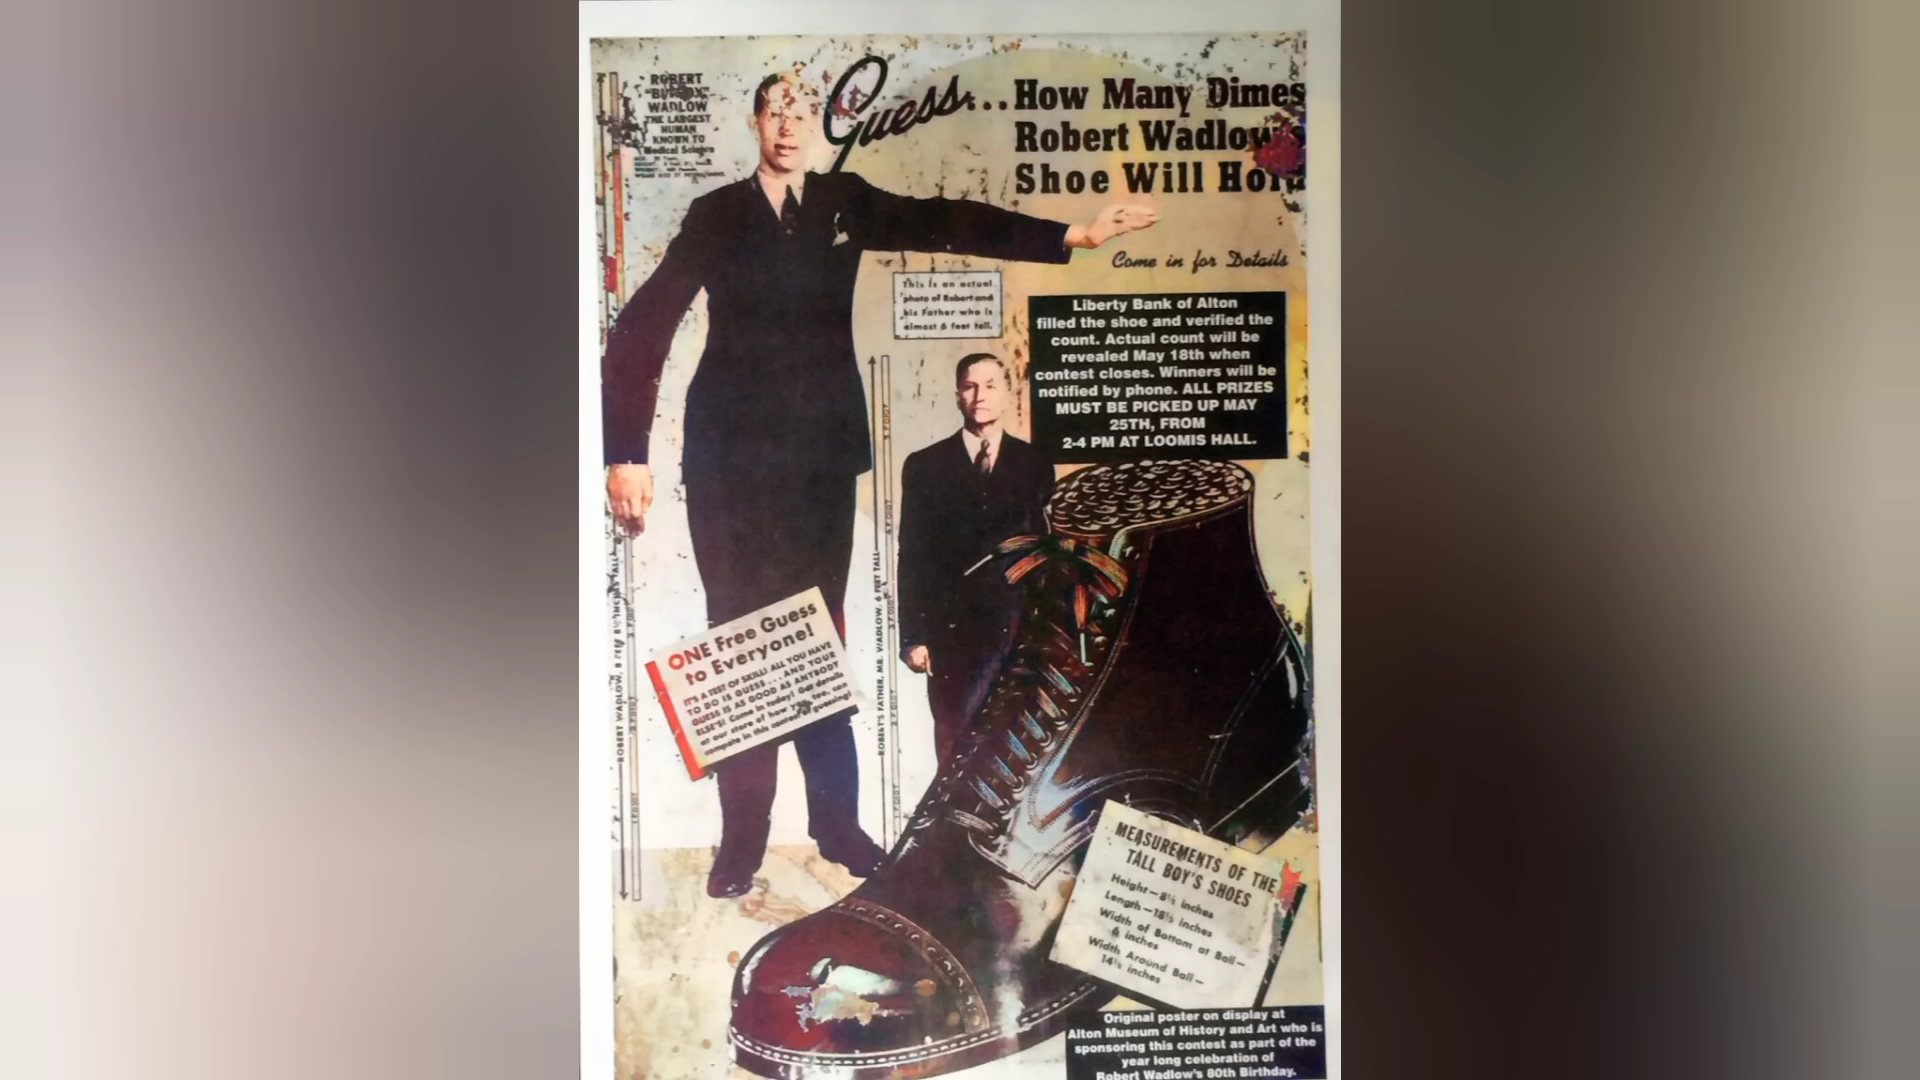 ROBERT
WADLOW
THE LARGEST
HUMAN
KNOWN TO
Medical Science
Guess... How Many Dimes
Robert Wadlow's
Shoe Will Hold
Come in for Details
This is an actual
photo of Robert and
his Father who is
almost 6 feet tall.
Liberty Bank of Alton
filled the shoe and verified the
count. Actual count will be
revealed May 18th when
contest closes. Winners will be
notified by phone. ALL PRIZES
MUST BE PICKED UP MAY
25TH, FROM
2-4 PM AT LOOMIS HALL.
ROBERT WADLOW, 8 FEET
ROBERT'S FATHER, MR. WADLOW, 6 FEET TALL
ONE Free Guess
to Everyone!
IT'S A TEST OF SKILL! ALL YOU HAVE
TO DO IS GUESS... AND YOUR
GUESS IS AS GOOD AS ANYBODY
ELSE'S! Come in today! Get details
at our store of how you, too, can
compete in this contest of guessing!
MEASUREMENTS OF THE
TALL BOY'S SHOES
Height—8½ inches
Length—18½ inches
Width of Bottom at Ball—
6 inches
Width Around Ball—
14½ inches
Original poster on display at
Alton Museum of History and Art who is
sponsoring this contest as part of the
year long celebration of
Robert Wadlow's 80th Birthday.